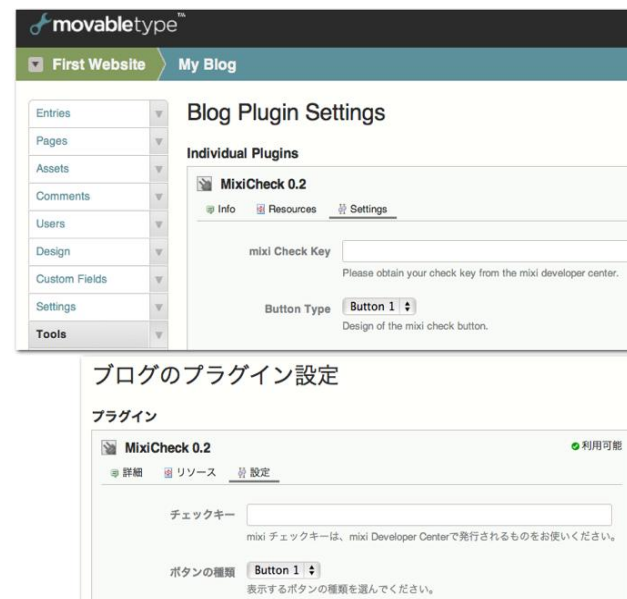 movabletype™
First Website My Blog
Entries
Pages
Assets
Comments
Users
Design
Custom Fields
Settings
Tools
Blog Plugin Settings
Individual Plugins
MixiCheck 0.2
Info Resources Settings
mixi Check Key
Please obtain your check key from the mixi developer center.
Button Type Button 1
Design of the mixi check button.
ブログのプラグイン設定
プラグイン
MixiCheck 0.2 利用可能
詳細 リソース 設定
チェックキー
mixi チェックキーは、mixi Developer Centerで発行されるものをお使いください。
ボタンの種類 Button 1
表示するボタンの種類を選んでください。